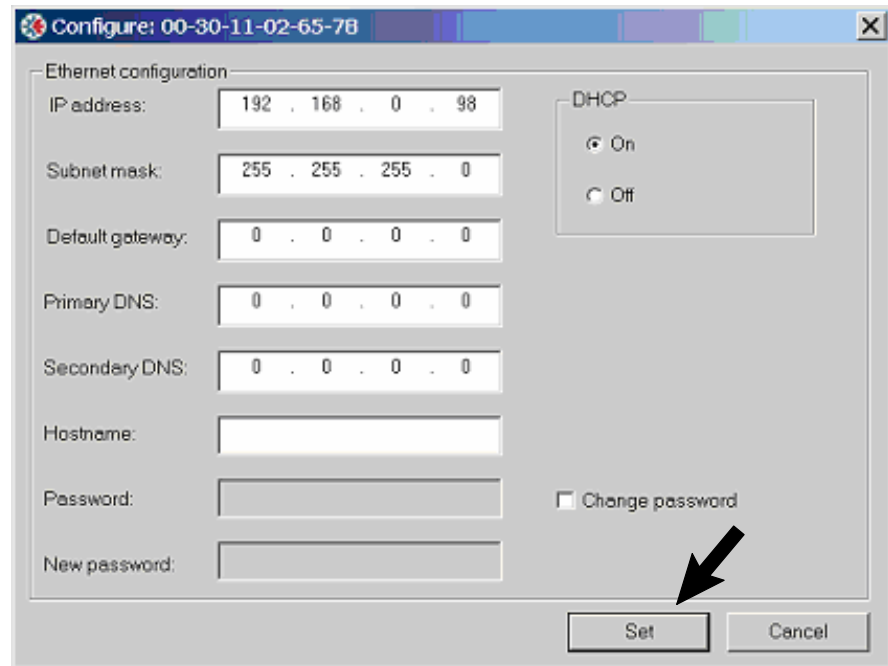 Configure: 00-30-11-02-65-78
Ethernet configuration
IP address: 192 . 168 . 0 . 98
DHCP
On
Subnet mask: 255 . 255 . 255 . 0
Off
Default gateway: 0 . 0 . 0 . 0
Primary DNS: 0 . 0 . 0 . 0
Secondary DNS: 0 . 0 . 0 . 0
Hostname:
Password:
Change password
New password:
Set
Cancel